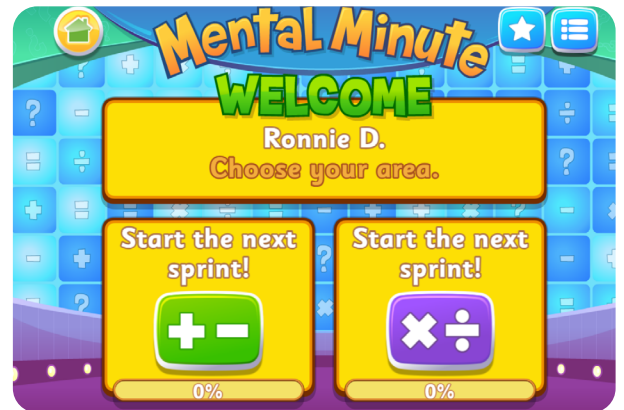 Mental Minute
WELCOME
Ronnie D.
Choose your area.
Start the next
sprint!
0%
Start the next
sprint!
0%